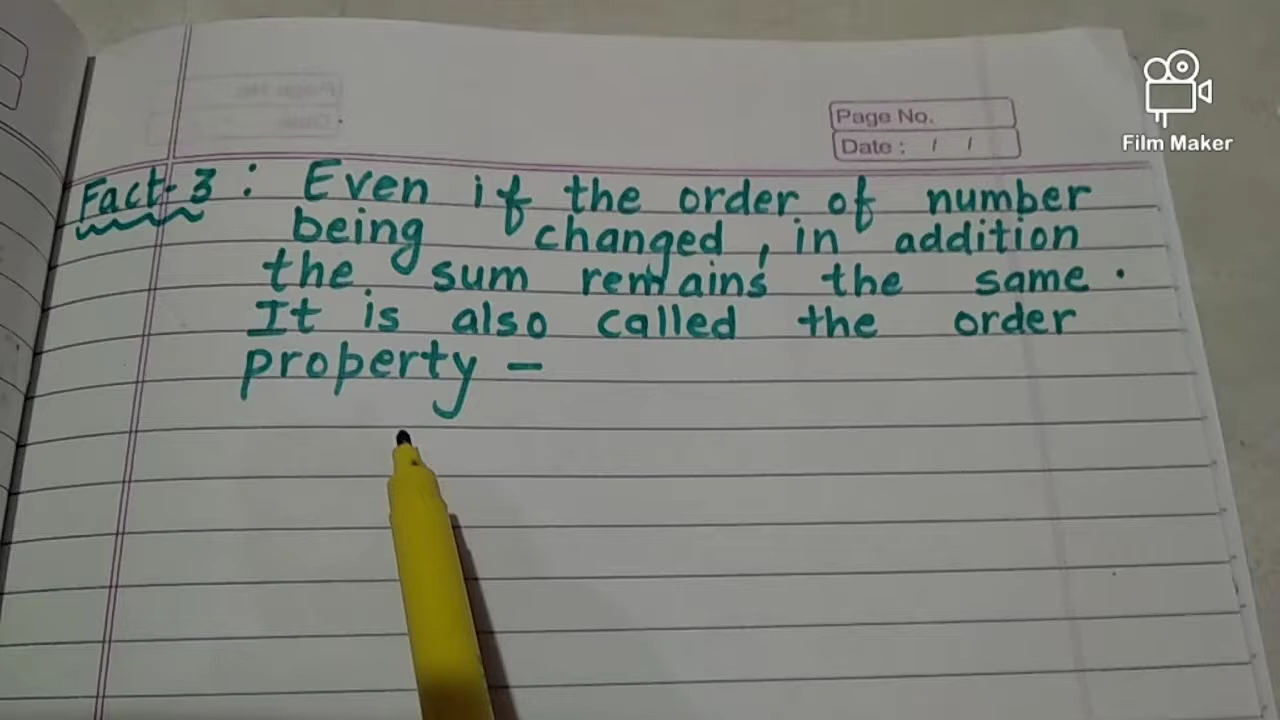 Page No.
Date : / /
Film Maker
Fact-3 : Even if the order of number
being changed, in addition
the sum remains the same .
It is also called the order
property -